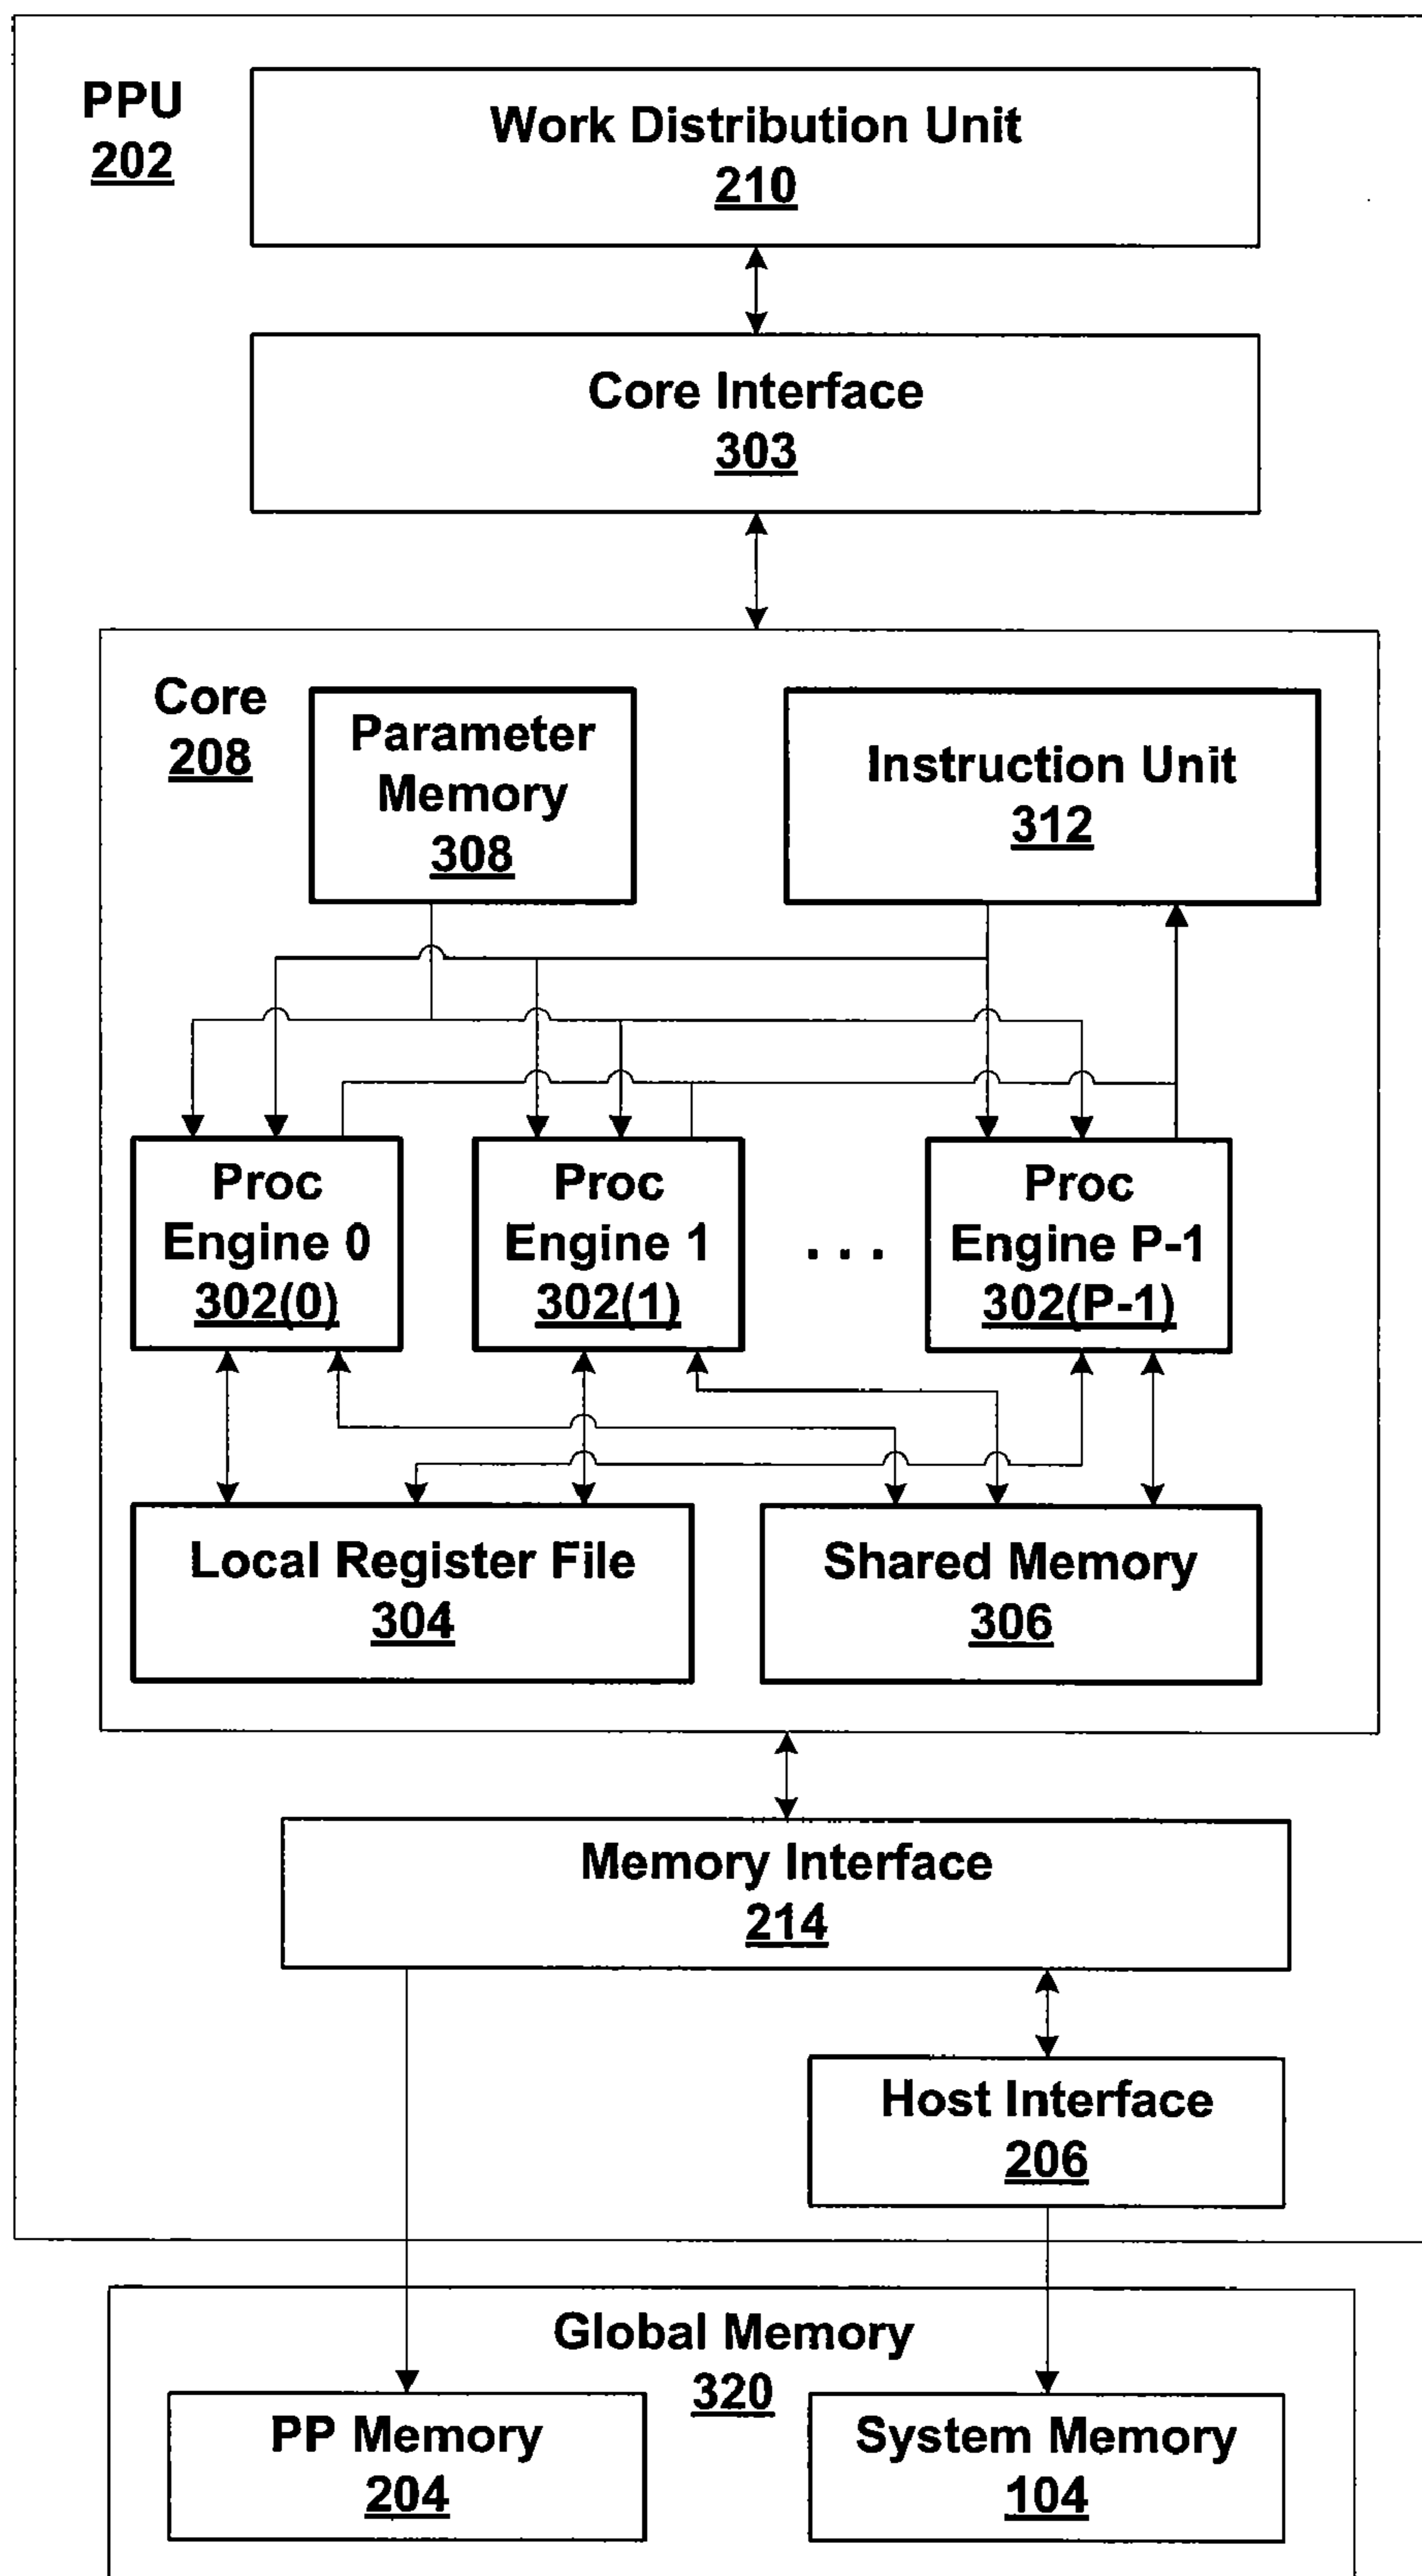 PPU
202
Work Distribution Unit
210
Core Interface
303
Core
208
Parameter
Memory
308
Instruction Unit
312
Proc
Engine 0
302(0)
Proc
Engine 1
302(1)
. . .
Proc
Engine P-1
302(P-1)
Local Register File
304
Shared Memory
306
Memory Interface
214
Host Interface
206
Global Memory
320
PP Memory
204
System Memory
104